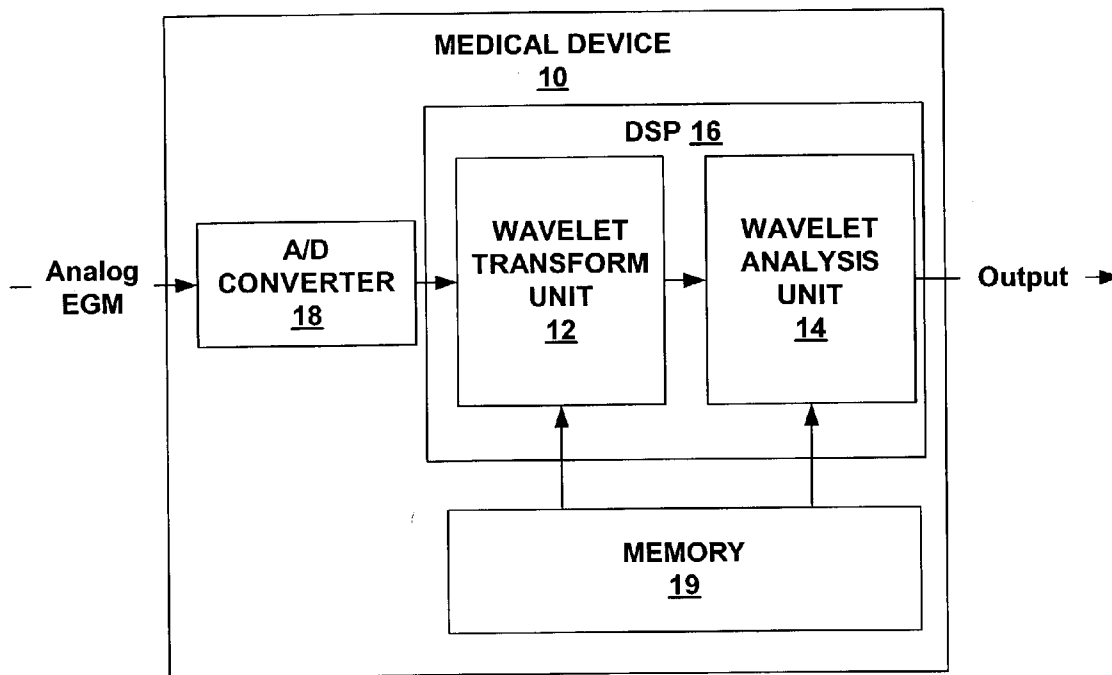 MEDICAL DEVICE
10
DSP 16
Analog
EGM
A/D
CONVERTER
18
WAVELET
TRANSFORM
UNIT
12
WAVELET
ANALYSIS
UNIT
14
Output
MEMORY
19